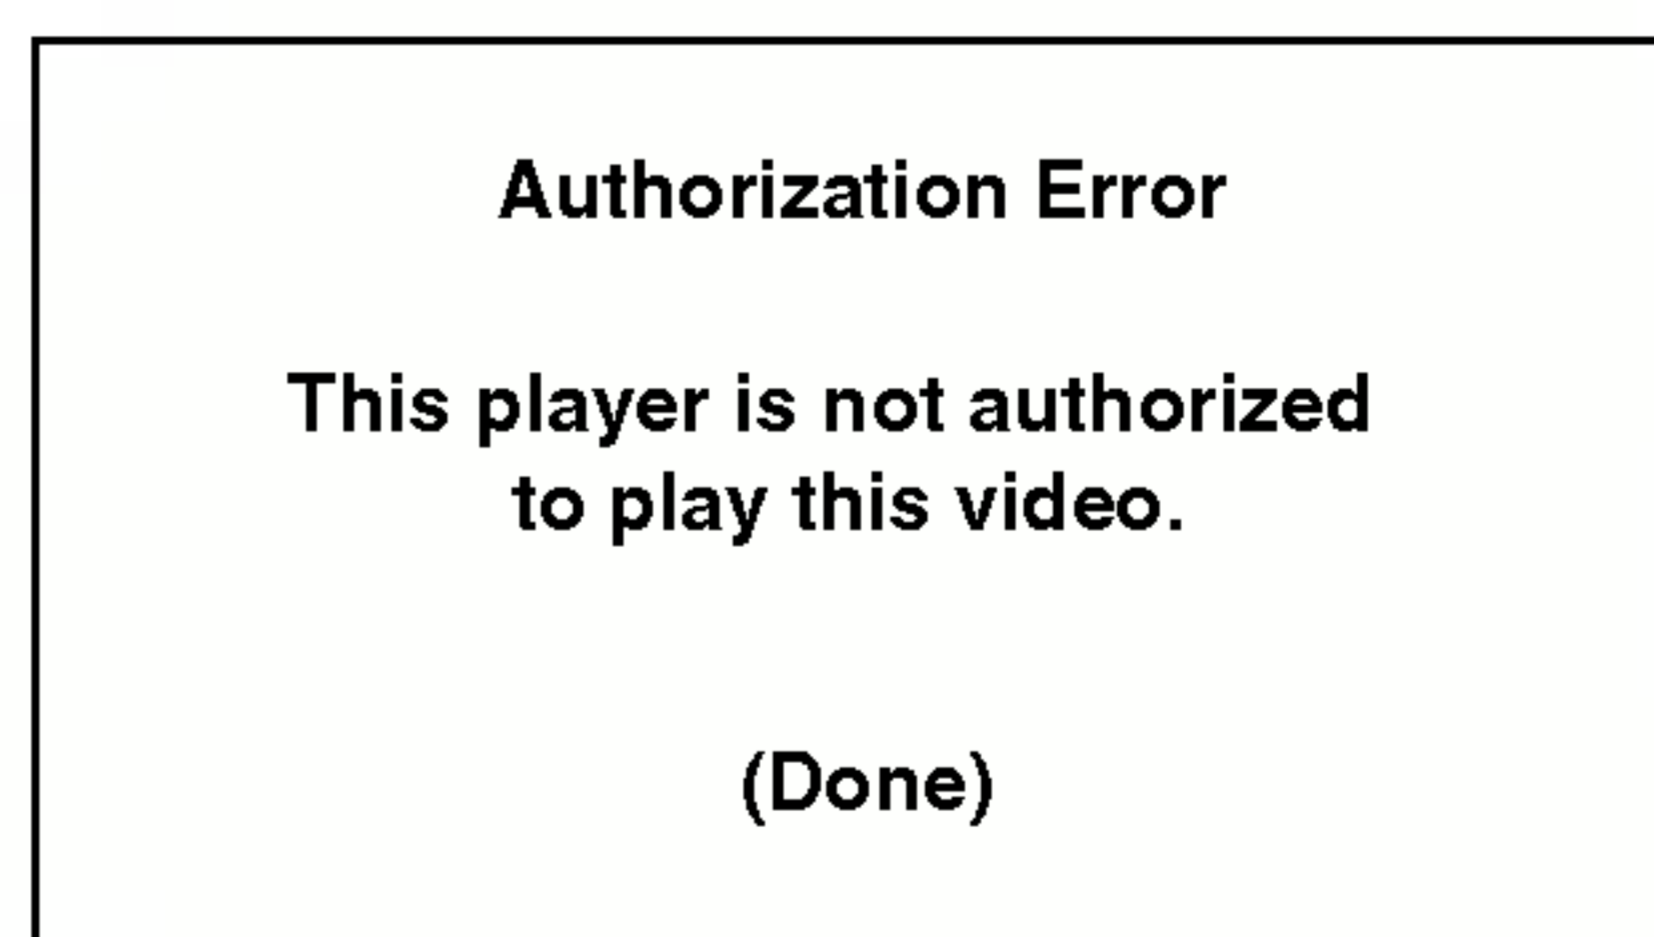 Authorization Error
This player is not authorized
to play this video.
(Done)